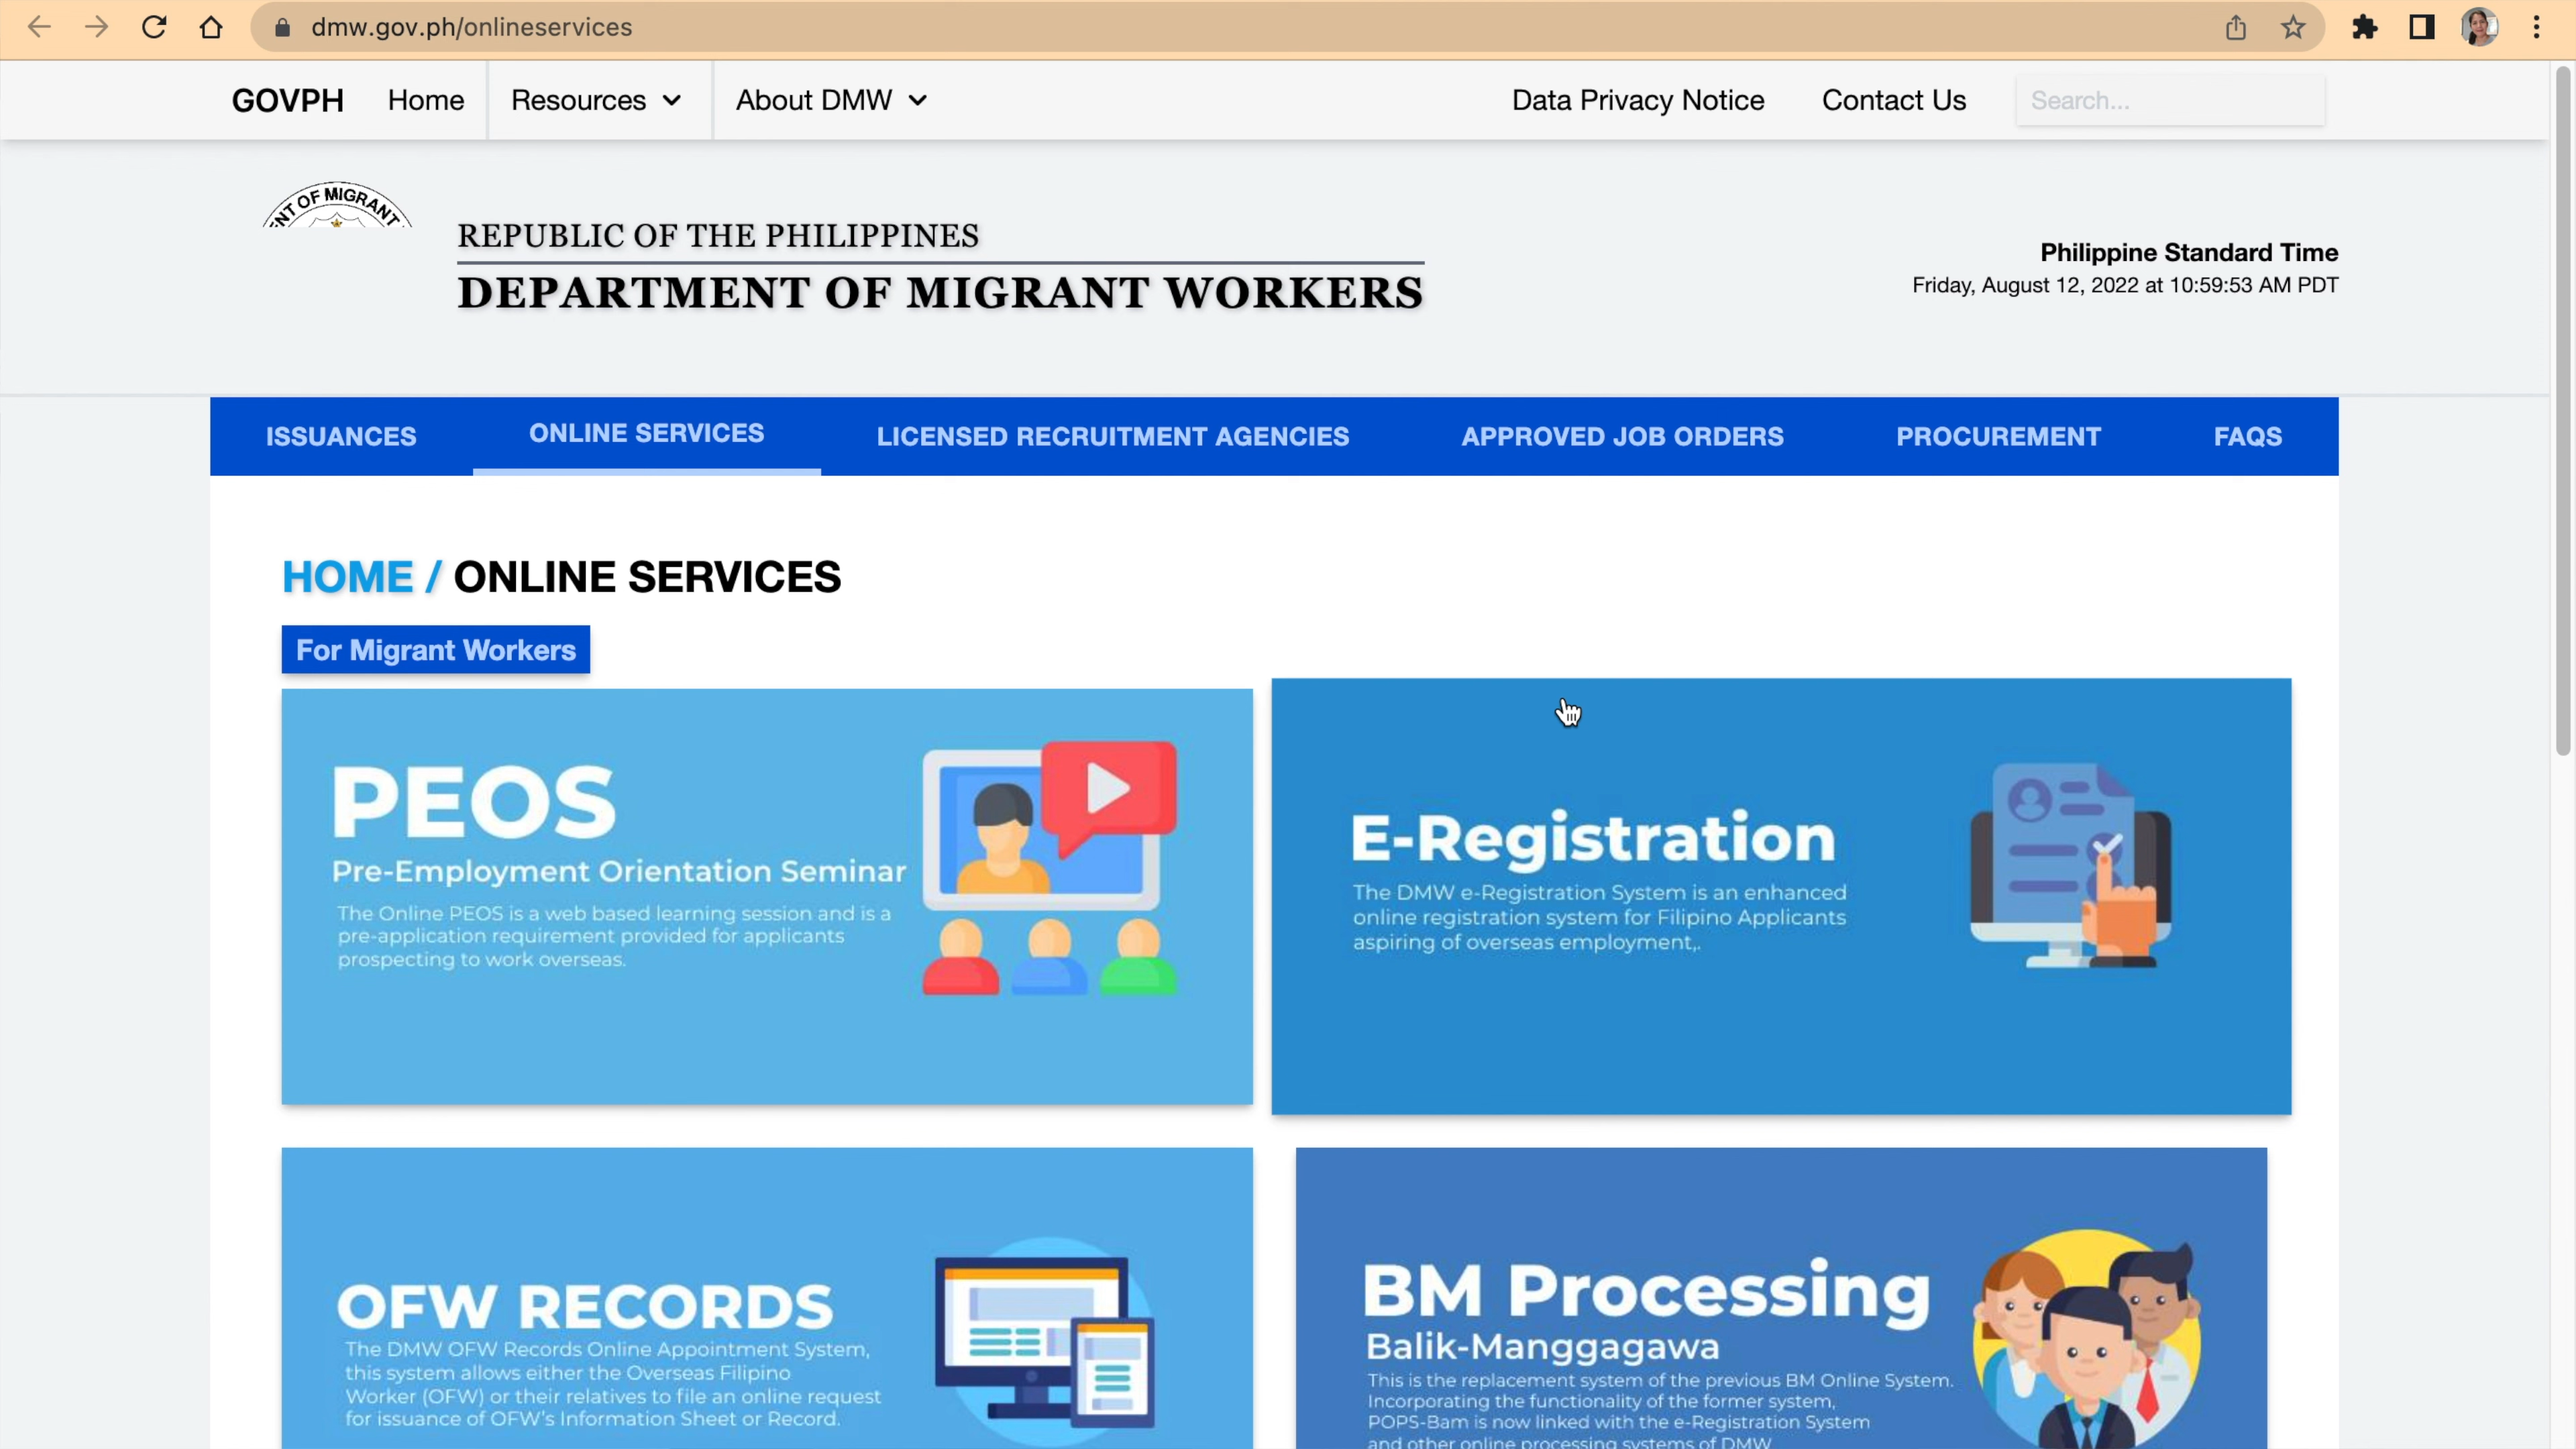 dmw.gov.ph/onlineservices
GOVPH Home Resources About DMW Data Privacy Notice Contact Us Search...
NT OF MIGRANT
REPUBLIC OF THE PHILIPPINES
DEPARTMENT OF MIGRANT WORKERS
Philippine Standard Time
Friday, August 12, 2022 at 10:59:53 AM PDT
ISSUANCES ONLINE SERVICES LICENSED RECRUITMENT AGENCIES APPROVED JOB ORDERS PROCUREMENT FAQS
HOME / ONLINE SERVICES
For Migrant Workers
PEOS
Pre-Employment Orientation Seminar
The Online PEOS is a web based learning session and is a
pre-application requirement provided for applicants
prospecting to work overseas.
E-Registration
The DMW e-Registration System is an enhanced
online registration system for Filipino Applicants
aspiring of overseas employment,.
OFW RECORDS
The DMW OFW Records Online Appointment System,
this system allows either the Overseas Filipino
Worker (OFW) or their relatives to file an online request
for issuance of OFW's Information Sheet or Record.
BM Processing
Balik-Manggagawa
This is the replacement system of the previous BM Online System.
Incorporating the functionality of the former system,
POPS-Bam is now linked with the e-Registration System
and other online processing systems of DMW